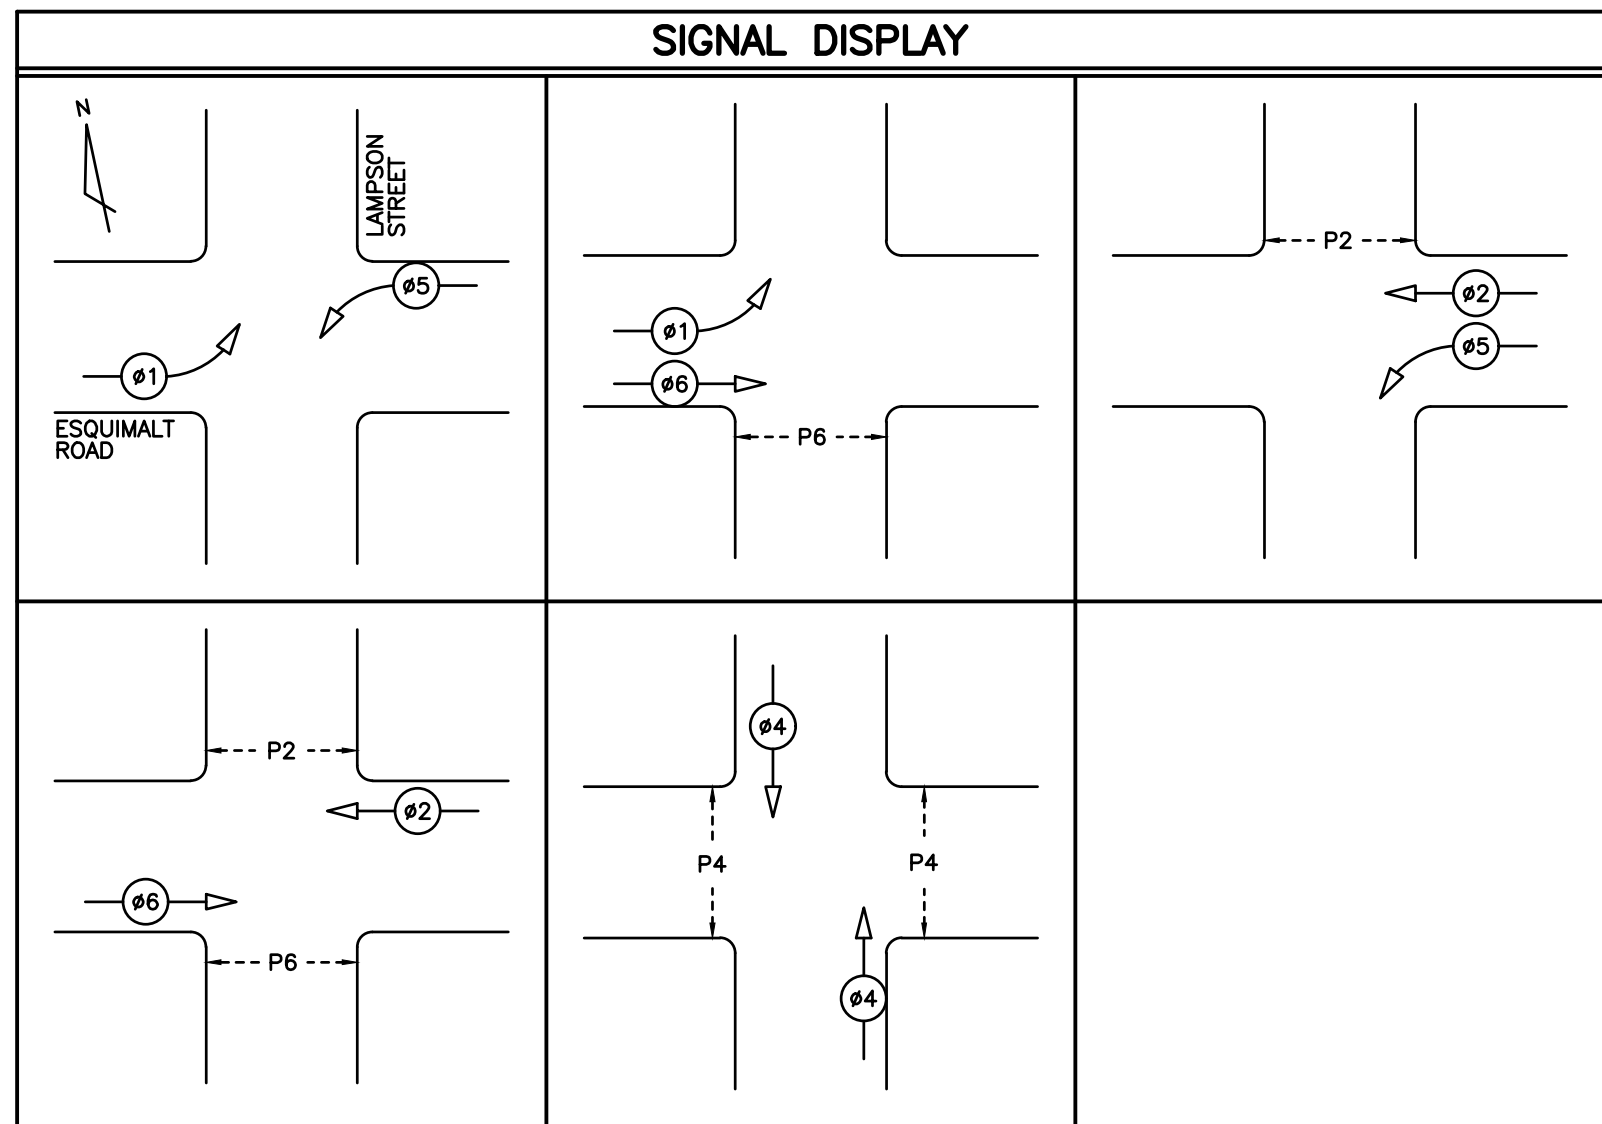 SIGNAL DISPLAY
N
LAMPSON
STREET
ø5
ø1
ESQUIMALT
ROAD
ø1
ø6
P6
P2
ø2
ø5
P2
ø2
ø6
P6
ø4
P4
P4
ø4